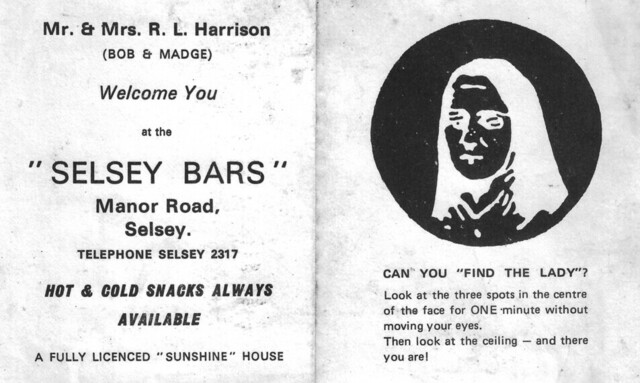 Mr. & Mrs. R. L. Harrison
(BOB & MADGE)
Welcome You
at the
"SELSEY BARS"
Manor Road,
Selsey.
TELEPHONE SELSEY 2317
HOT & COLD SNACKS ALWAYS
AVAILABLE
A FULLY LICENCED "SUNSHINE" HOUSE
CAN YOU "FIND THE LADY"?
Look at the three spots in the centre
of the face for ONE minute without
moving your eyes.
Then look at the ceiling — and there
you are!